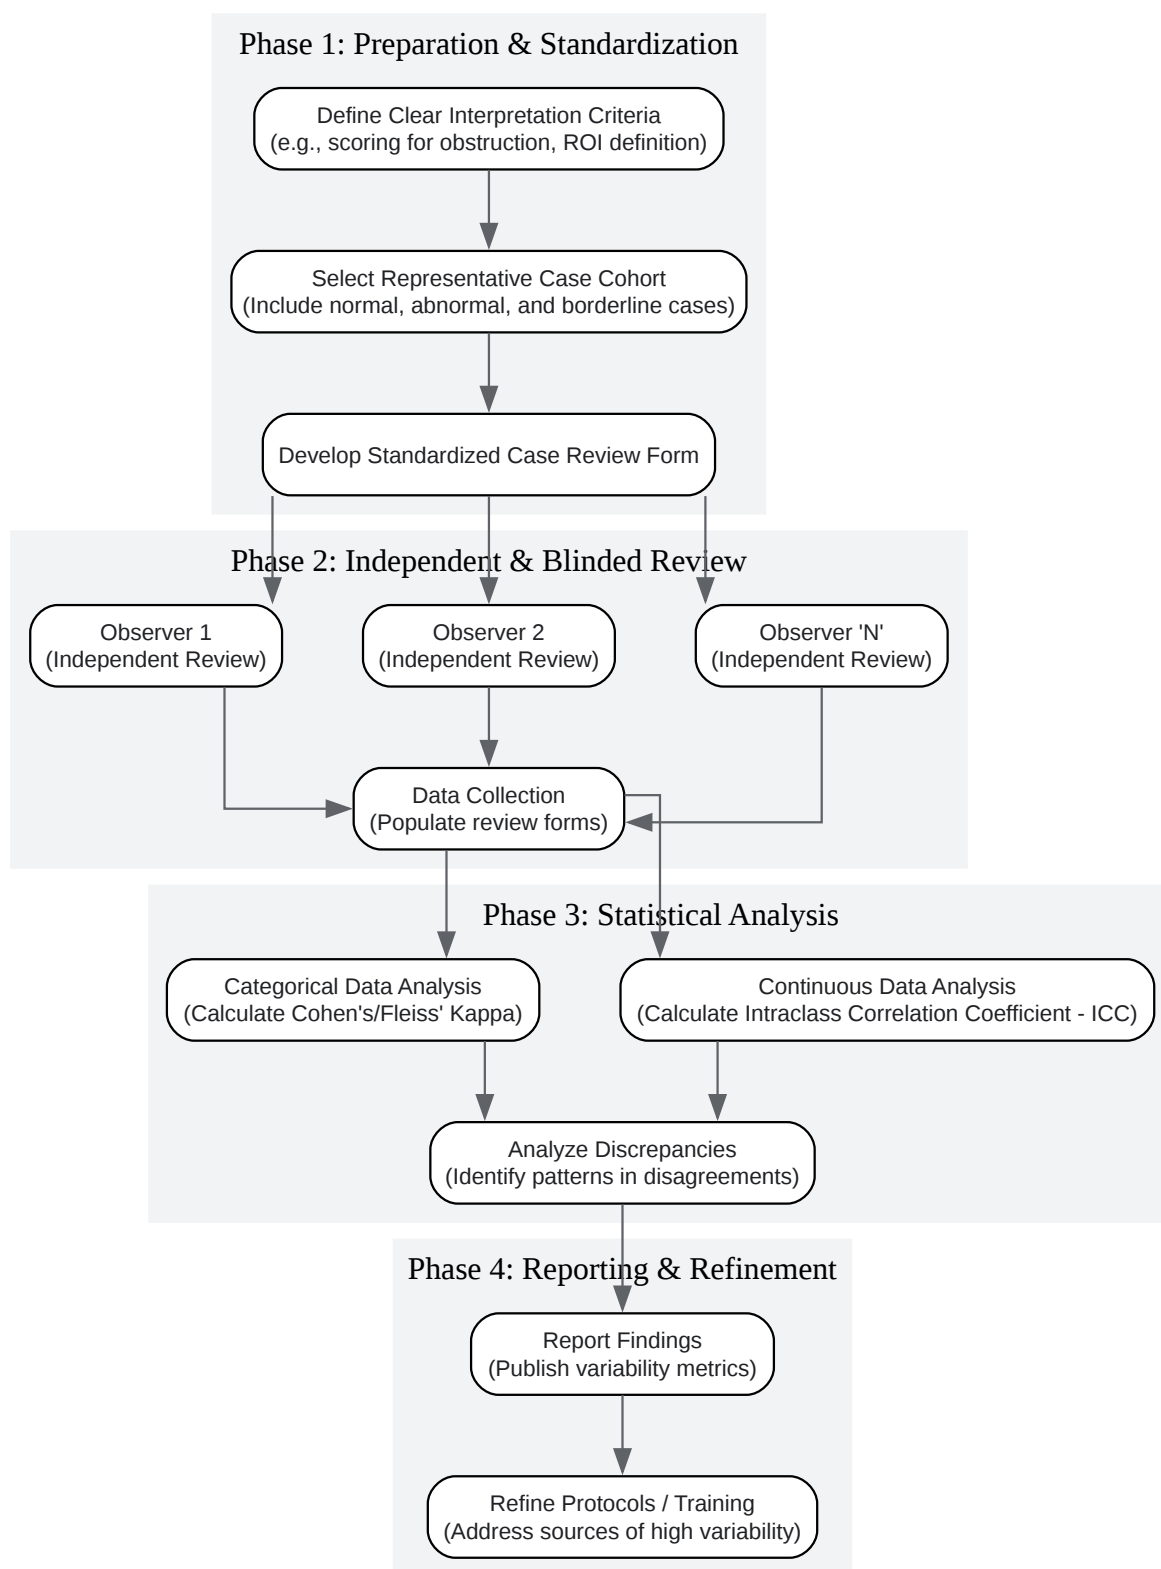 Phase 1: Preparation & Standardization
Define Clear Interpretation Criteria
(e.g., scoring for obstruction, ROI definition)
Select Representative Case Cohort
(Include normal, abnormal, and borderline cases)
Develop Standardized Case Review Form
Phase 2: Independent & Blinded Review
Observer 1
(Independent Review)
Observer 2
(Independent Review)
Observer 'N'
(Independent Review)
Data Collection
(Populate review forms)
Phase 3: Statistical Analysis
Categorical Data Analysis
(Calculate Cohen's/Fleiss' Kappa)
Continuous Data Analysis
(Calculate Intraclass Correlation Coefficient - ICC)
Analyze Discrepancies
(Identify patterns in disagreements)
Phase 4: Reporting & Refinement
Report Findings
(Publish variability metrics)
Refine Protocols / Training
(Address sources of high variability)